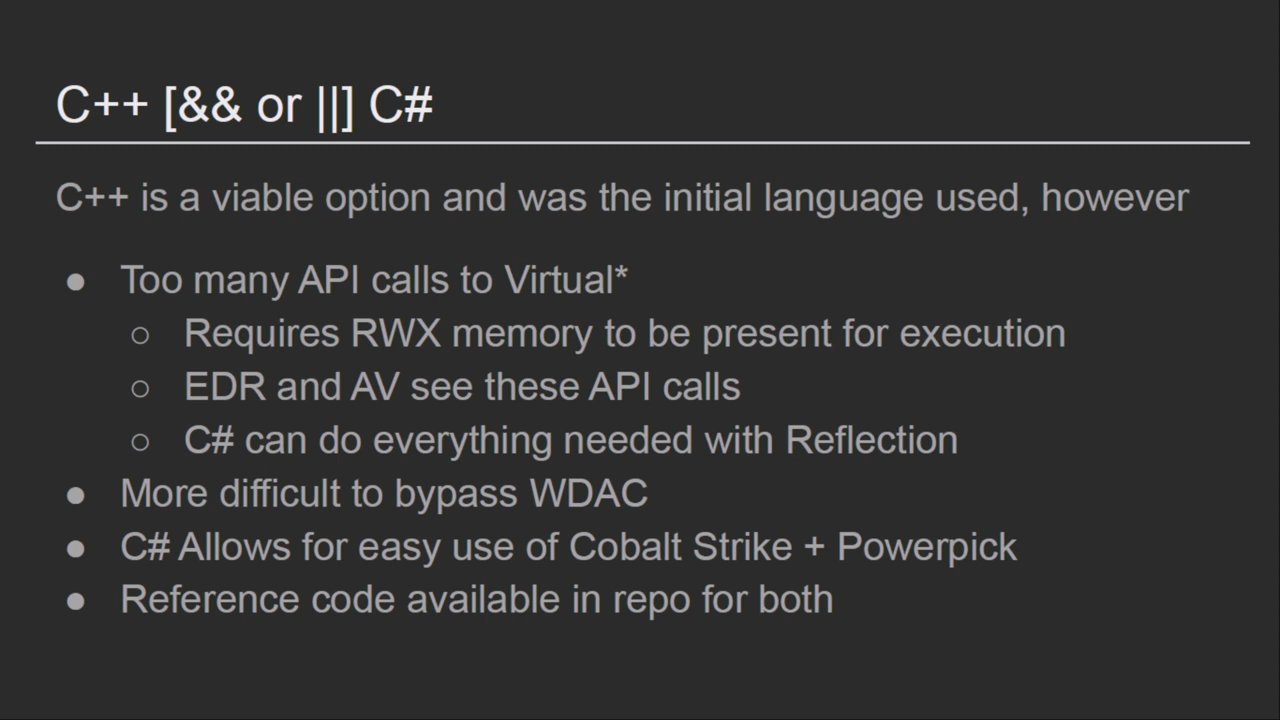 C++ [&& or ||] C#
C++ is a viable option and was the initial language used, however
● Too many API calls to Virtual*
○ Requires RWX memory to be present for execution
○ EDR and AV see these API calls
○ C# can do everything needed with Reflection
● More difficult to bypass WDAC
● C# Allows for easy use of Cobalt Strike + Powerpick
● Reference code available in repo for both